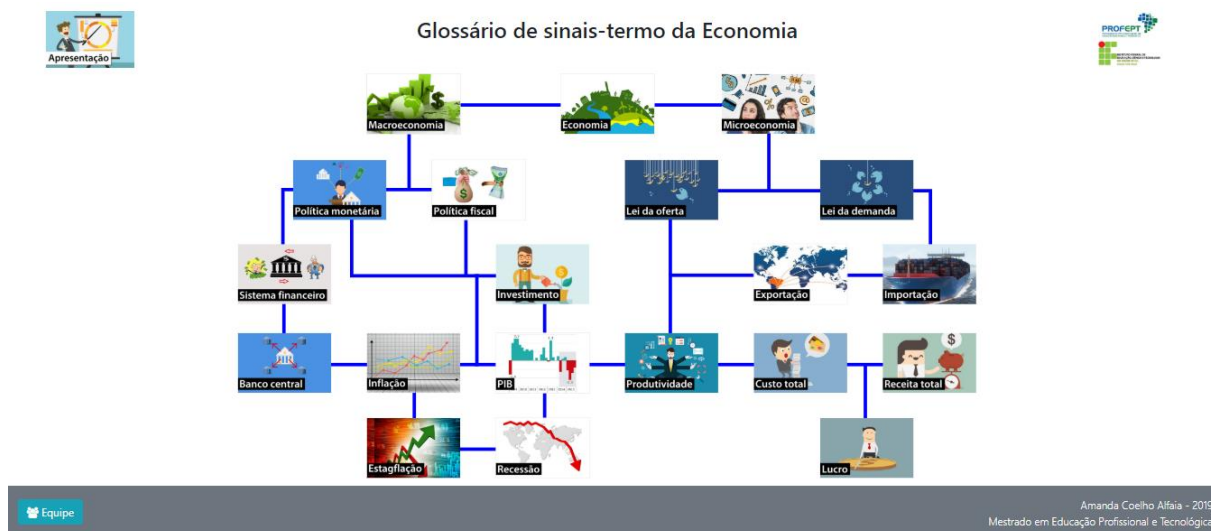 Glossário de sinais-termo da Economia
PROFEPT
Apresentação
Macroeconomia
Economia
Microeconomia
Política monetária
Política fiscal
Lei da oferta
Lei da demanda
Sistema financeiro
Investimento
Exportação
Importação
Banco central
Inflação
PIB
Produtividade
Custo total
Receita total
Estagflação
Recessão
Lucro
Equipe
Amanda Coelho Alfaia - 2019
Mestrado em Educação Profissional e Tecnológica